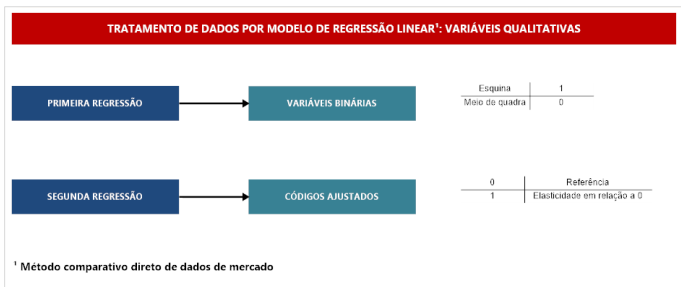 TRATAMENTO DE DADOS POR MODELO DE REGRESSÃO LINEAR¹: VARIÁVEIS QUALITATIVAS
PRIMEIRA REGRESSÃO
VARIÁVEIS BINÁRIAS
Esquina 1
Meio de quadra 0
SEGUNDA REGRESSÃO
CÓDIGOS AJUSTADOS
0 Referência
1 Elasticidade em relação a 0
¹ Método comparativo direto de dados de mercado